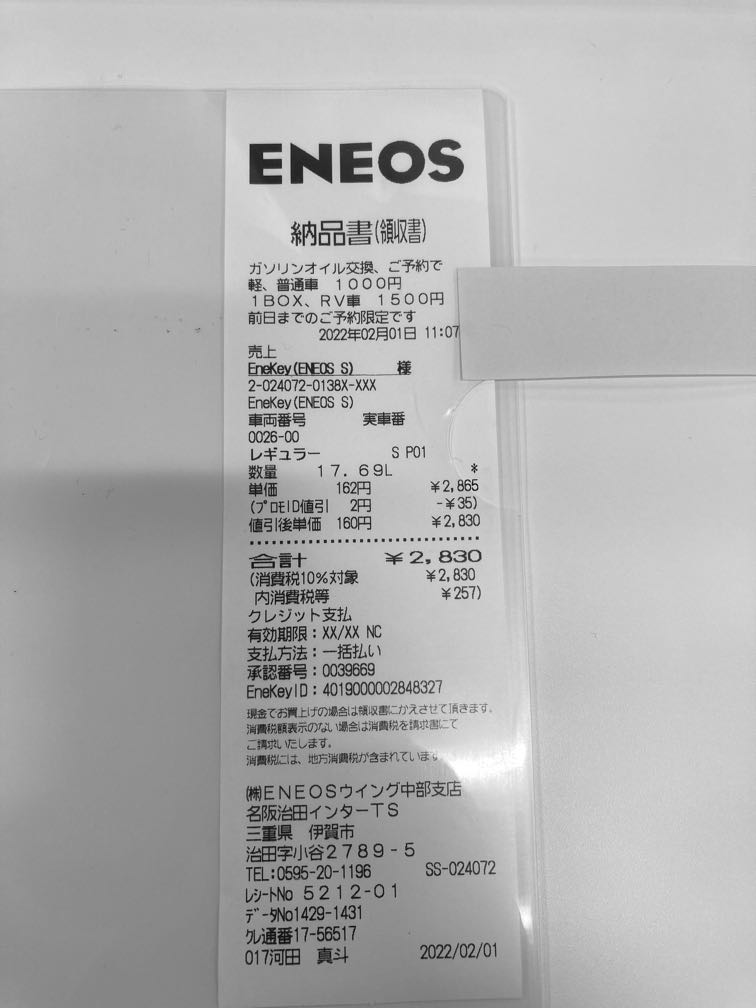 ENEOS
納品書(領収書)
ガソリンオイル交換、ご予約で
軽、普通車 1000円
1BOX、RV車 1500円
前日までのご予約限定です
2022年02月01日 11:07
売上
EneKey(ENEOS S) 様
2-024072-0138X-XXX
EneKey(ENEOS S)
車両番号 実車番
0026-00
レギュラー S P01
数量 17.69L *
単価 162円 ¥2,865
(プロモID値引 2円 -¥35)
値引後単価 160円 ¥2,830
合計 ¥2,830
(消費税10%対象 ¥2,830
内消費税等 ¥257)
クレジット支払
有効期限:XX/XX NC
支払方法:一括払い
承認番号:0039669
EneKeyID:4019000002848327
現金でお買上げの場合は領収書にかえさせて頂きます。
消費税額表示のない場合は消費税を請求書にて
ご請求いたします。
消費税には、地方消費税が含まれています
㈱ENEOSウイング中部支店
名阪治田インターTS
三重県 伊賀市
治田字小谷2789-5
TEL:0595-20-1196 SS-024072
レシートNo 5212-01
データNo1429-1431
クレ通番17-56517
017河田 真斗 2022/02/01